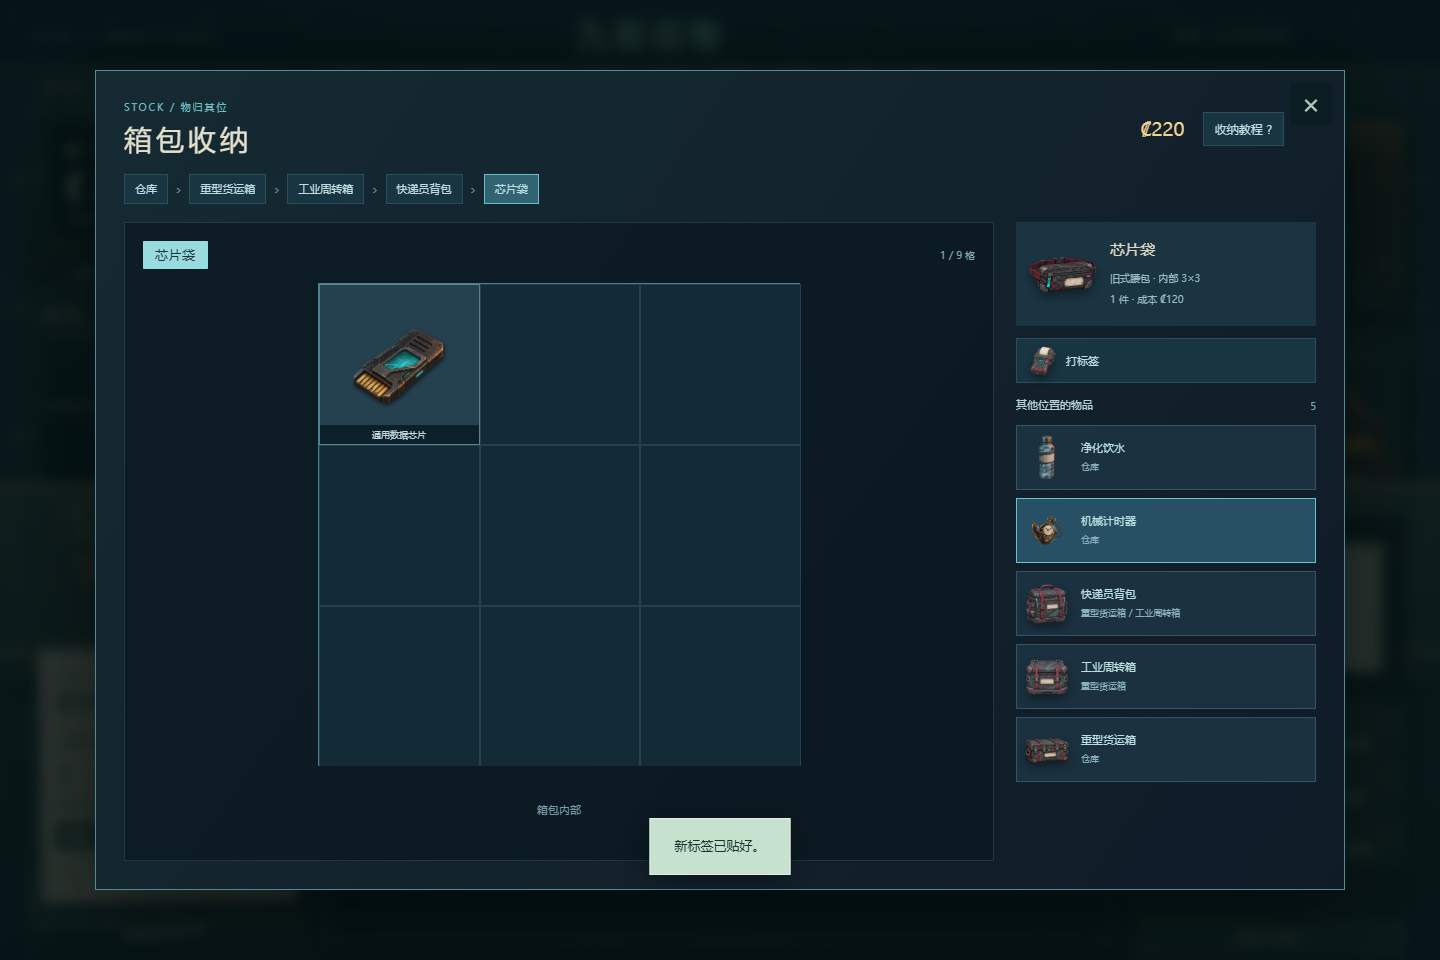 STOCK / 物归其位
箱包收纳
₡220
收纳教程 ?
×
仓库 › 重型货运箱 › 工业周转箱 › 快递员背包 › 芯片袋
芯片袋
1 / 9 格
通用数据芯片
箱包内部
新标签已贴好。
芯片袋
旧式腰包 · 内部 3×3
1 件 · 成本 ₡120
打标签
其他位置的物品 5
净化饮水
仓库
机械计时器
仓库
快递员背包
重型货运箱 / 工业周转箱
工业周转箱
重型货运箱
重型货运箱
仓库